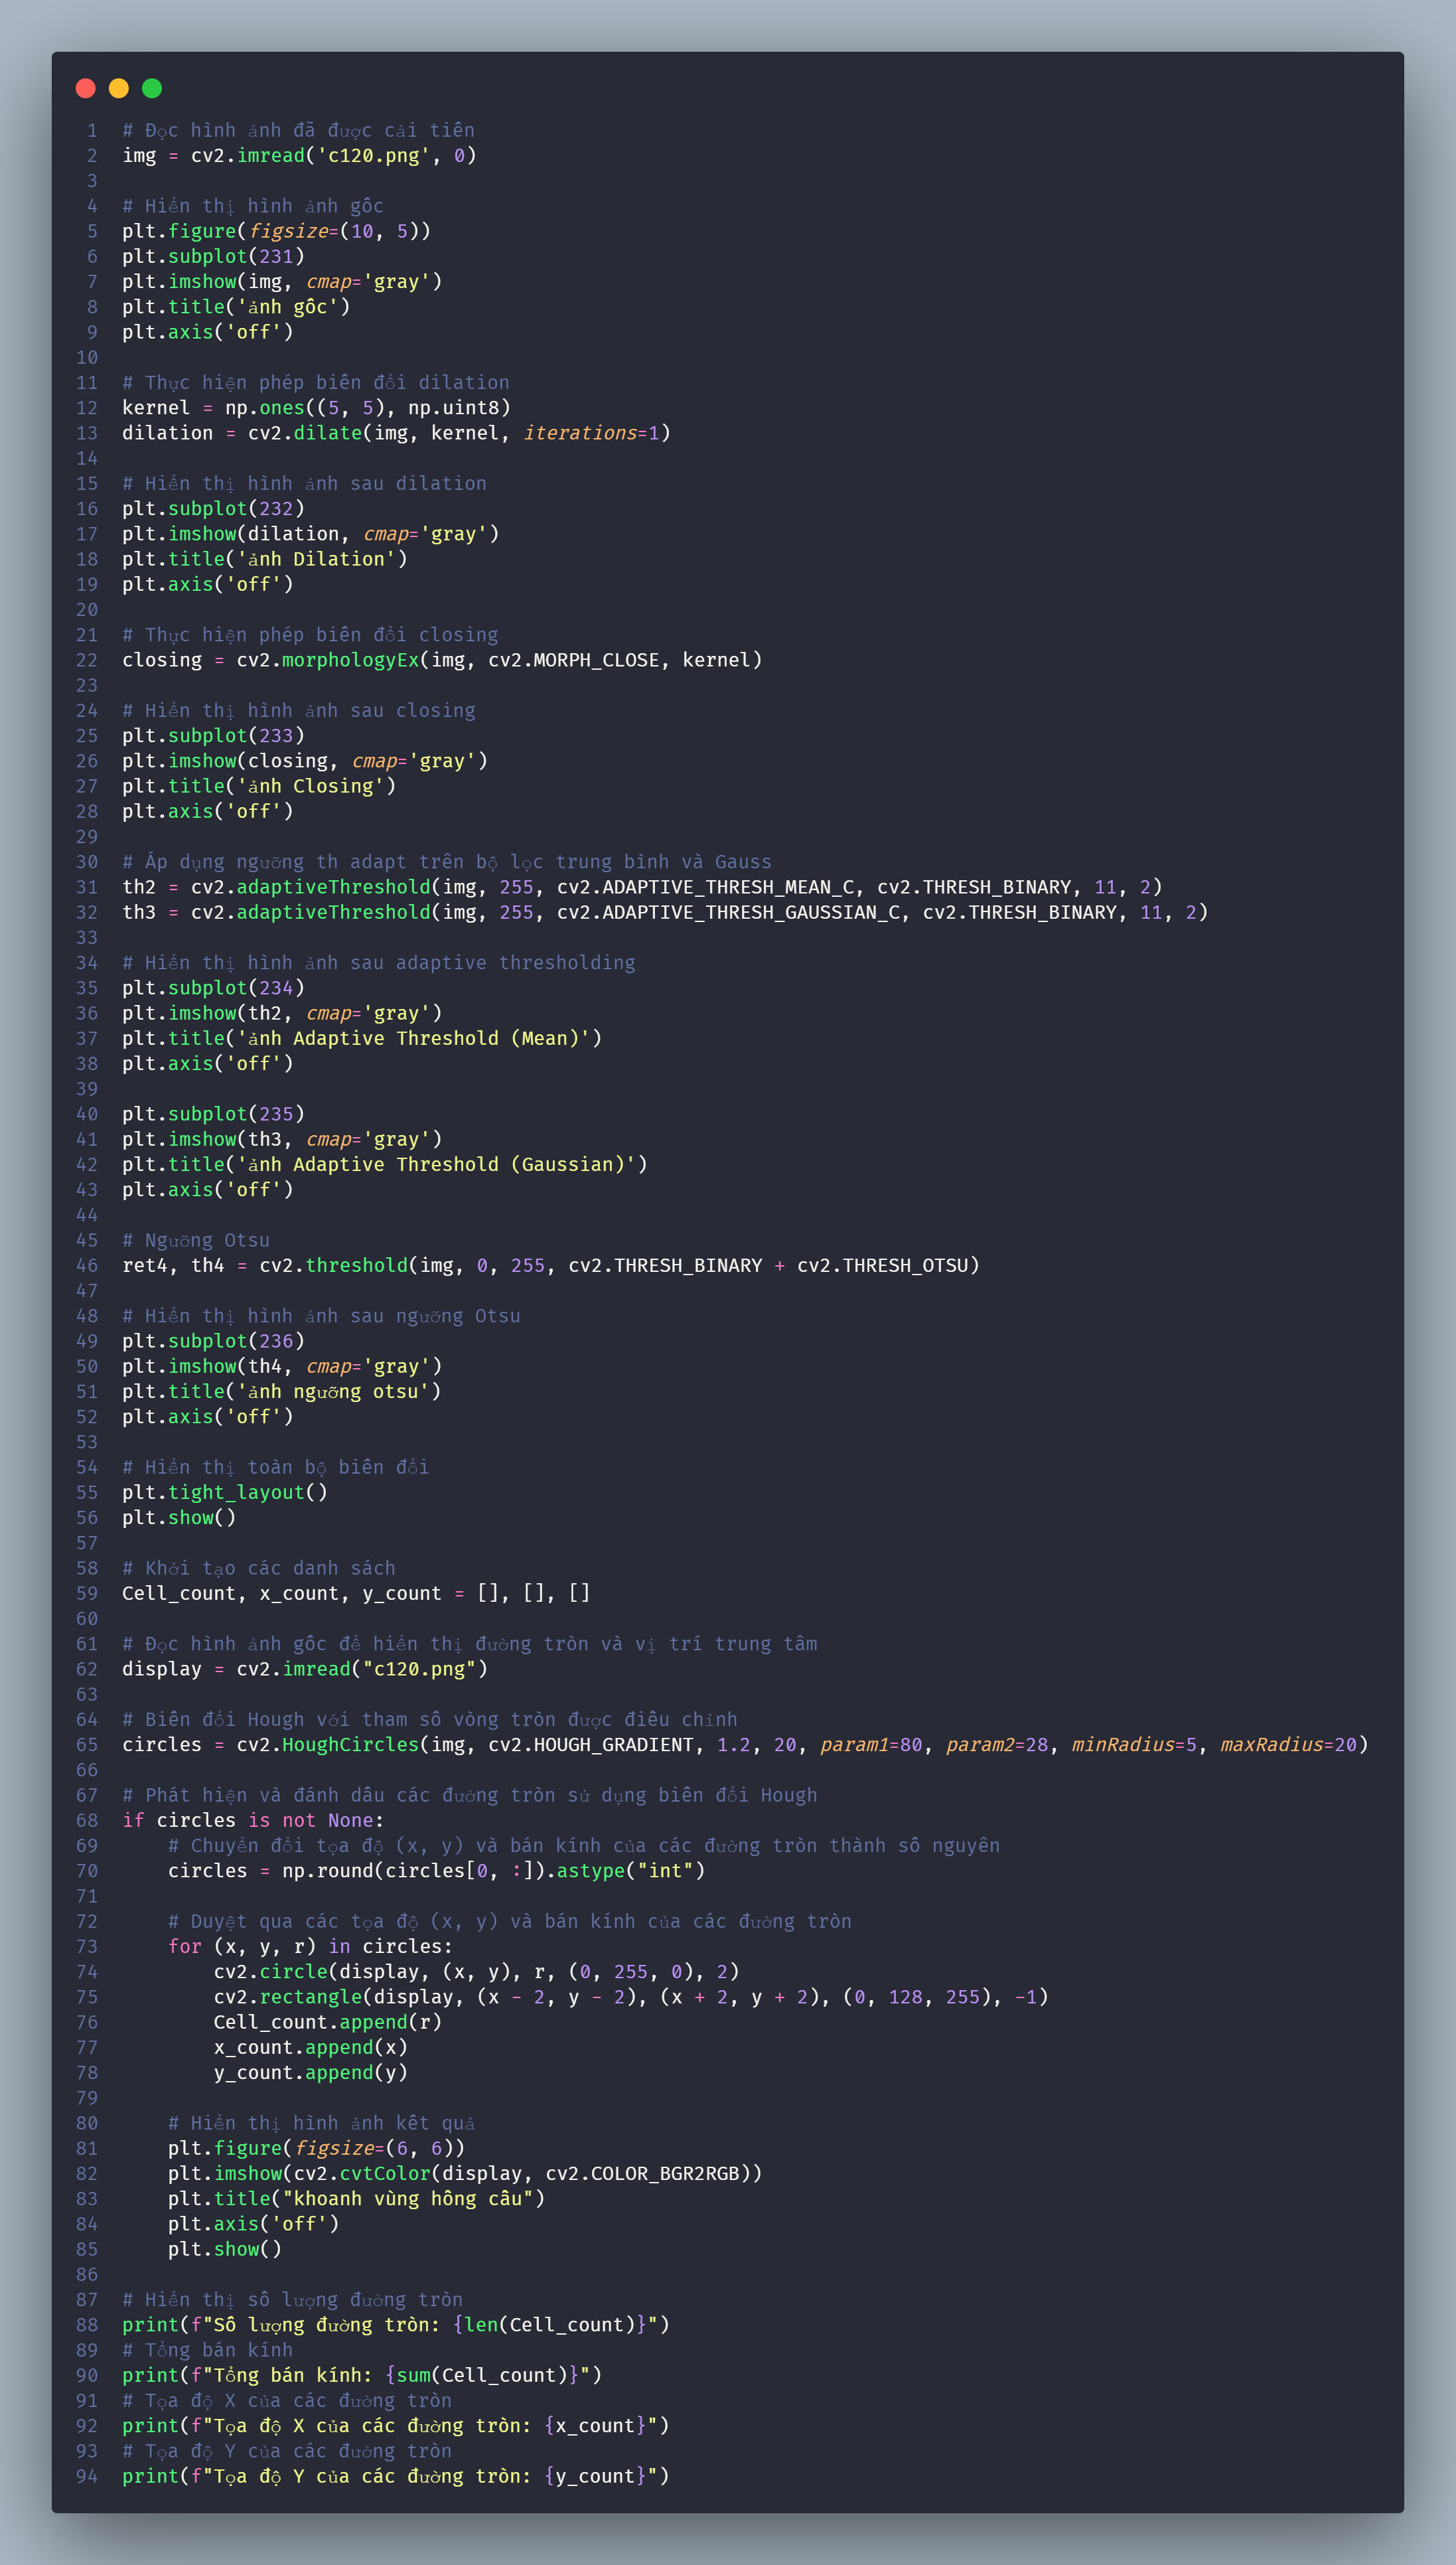 1 # Đọc hình ảnh đã được cải tiến
2 img = cv2.imread('c120.png', 0)
3
4 # Hiển thị hình ảnh gốc
5 plt.figure(figsize=(10, 5))
6 plt.subplot(231)
7 plt.imshow(img, cmap='gray')
8 plt.title('ảnh gốc')
9 plt.axis('off')
10
11 # Thực hiện phép biến đổi dilation
12 kernel = np.ones((5, 5), np.uint8)
13 dilation = cv2.dilate(img, kernel, iterations=1)
14
15 # Hiển thị hình ảnh sau dilation
16 plt.subplot(232)
17 plt.imshow(dilation, cmap='gray')
18 plt.title('ảnh Dilation')
19 plt.axis('off')
20
21 # Thực hiện phép biến đổi closing
22 closing = cv2.morphologyEx(img, cv2.MORPH_CLOSE, kernel)
23
24 # Hiển thị hình ảnh sau closing
25 plt.subplot(233)
26 plt.imshow(closing, cmap='gray')
27 plt.title('ảnh Closing')
28 plt.axis('off')
29
30 # Áp dụng ngưỡng th adapt trên bộ lọc trung bình và Gauss
31 th2 = cv2.adaptiveThreshold(img, 255, cv2.ADAPTIVE_THRESH_MEAN_C, cv2.THRESH_BINARY, 11, 2)
32 th3 = cv2.adaptiveThreshold(img, 255, cv2.ADAPTIVE_THRESH_GAUSSIAN_C, cv2.THRESH_BINARY, 11, 2)
33
34 # Hiển thị hình ảnh sau adaptive thresholding
35 plt.subplot(234)
36 plt.imshow(th2, cmap='gray')
37 plt.title('ảnh Adaptive Threshold (Mean)')
38 plt.axis('off')
39
40 plt.subplot(235)
41 plt.imshow(th3, cmap='gray')
42 plt.title('ảnh Adaptive Threshold (Gaussian)')
43 plt.axis('off')
44
45 # Ngưỡng Otsu
46 ret4, th4 = cv2.threshold(img, 0, 255, cv2.THRESH_BINARY + cv2.THRESH_OTSU)
47
48 # Hiển thị hình ảnh sau ngưỡng Otsu
49 plt.subplot(236)
50 plt.imshow(th4, cmap='gray')
51 plt.title('ảnh ngưỡng otsu')
52 plt.axis('off')
53
54 # Hiển thị toàn bộ biến đổi
55 plt.tight_layout()
56 plt.show()
57
58 # Khởi tạo các danh sách
59 Cell_count, x_count, y_count = [], [], []
60
61 # Đọc hình ảnh gốc để hiển thị đường tròn và vị trí trung tâm
62 display = cv2.imread("c120.png")
63
64 # Biến đổi Hough với tham số vòng tròn được điều chỉnh
65 circles = cv2.HoughCircles(img, cv2.HOUGH_GRADIENT, 1.2, 20, param1=80, param2=28, minRadius=5, maxRadius=20)
66
67 # Phát hiện và đánh dấu các đường tròn sử dụng biến đổi Hough
68 if circles is not None:
69     # Chuyển đổi tọa độ (x, y) và bán kính của các đường tròn thành số nguyên
70     circles = np.round(circles[0, :]).astype("int")
71
72     # Duyệt qua các tọa độ (x, y) và bán kính của các đường tròn
73     for (x, y, r) in circles:
74         cv2.circle(display, (x, y), r, (0, 255, 0), 2)
75         cv2.rectangle(display, (x - 2, y - 2), (x + 2, y + 2), (0, 128, 255), -1)
76         Cell_count.append(r)
77         x_count.append(x)
78         y_count.append(y)
79
80     # Hiển thị hình ảnh kết quả
81     plt.figure(figsize=(6, 6))
82     plt.imshow(cv2.cvtColor(display, cv2.COLOR_BGR2RGB))
83     plt.title("khoanh vùng hồng cầu")
84     plt.axis('off')
85     plt.show()
86
87 # Hiển thị số lượng đường tròn
88 print(f"Số lượng đường tròn: {len(Cell_count)}")
89 # Tổng bán kính
90 print(f"Tổng bán kính: {sum(Cell_count)}")
91 # Tọa độ X của các đường tròn
92 print(f"Tọa độ X của các đường tròn: {x_count}")
93 # Tọa độ Y của các đường tròn
94 print(f"Tọa độ Y của các đường tròn: {y_count}")